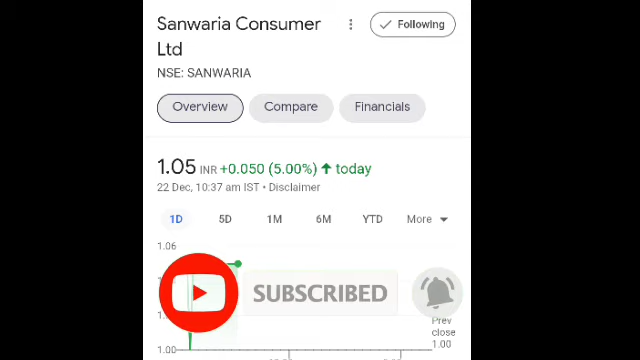 Sanwaria Consumer
Ltd
Following
NSE: SANWARIA
Overview
Compare
Financials
1.05 INR +0.050 (5.00%) ↑ today
22 Dec, 10:37 am IST • Disclaimer
1D 5D 1M 6M YTD More
1.06
SUBSCRIBED
Prev
close
1.00
1.00